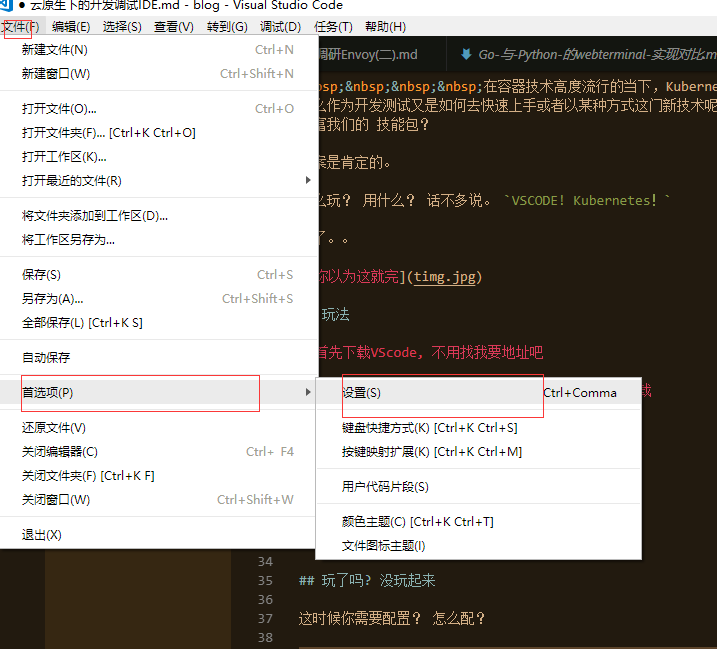 ● 云原生下的开发调试IDE.md - blog - Visual Studio Code
文件(F) 编辑(E) 选择(S) 查看(V) 转到(G) 调试(D) 任务(T) 帮助(H)
新建文件(N) Ctrl+N
新建窗口(W) Ctrl+Shift+N
打开文件(O)... Ctrl+O
打开文件夹(F)... [Ctrl+K Ctrl+O]
打开工作区(K)...
打开最近的文件(R)
将文件夹添加到工作区(D)...
将工作区另存为...
保存(S) Ctrl+S
另存为(A)... Ctrl+Shift+S
全部保存(L) [Ctrl+K S]
自动保存
首选项(P)
还原文件(V)
关闭编辑器(C) Ctrl+ F4
关闭文件夹(F) [Ctrl+K F]
关闭窗口(W) Ctrl+Shift+W
退出(X)
设置(S) Ctrl+Comma
键盘快捷方式(K) [Ctrl+K Ctrl+S]
按键映射扩展(K) [Ctrl+K Ctrl+M]
用户代码片段(S)
颜色主题(C) [Ctrl+K Ctrl+T]
文件图标主题(I)
调研Envoy(二).md Go-与-Python-的webterminal-实现对比.m
sp;&nbsp;&nbsp;&nbsp;在容器技术高度流行的当下，Kubern
么作为开发测试又是如何去快速上手或者以某种方式这门新技术呢
富我们的 技能包？
案是肯定的。
么玩？ 用什么？ 话不多说。 `VSCODE! Kubernetes!`
了。。
你以为这就完](timg.jpg)
玩法
首先下载VScode, 不用找我要地址吧
载
34
35 ## 玩了吗? 没玩起来
36
37 这时候你需要配置？ 怎么配？
38